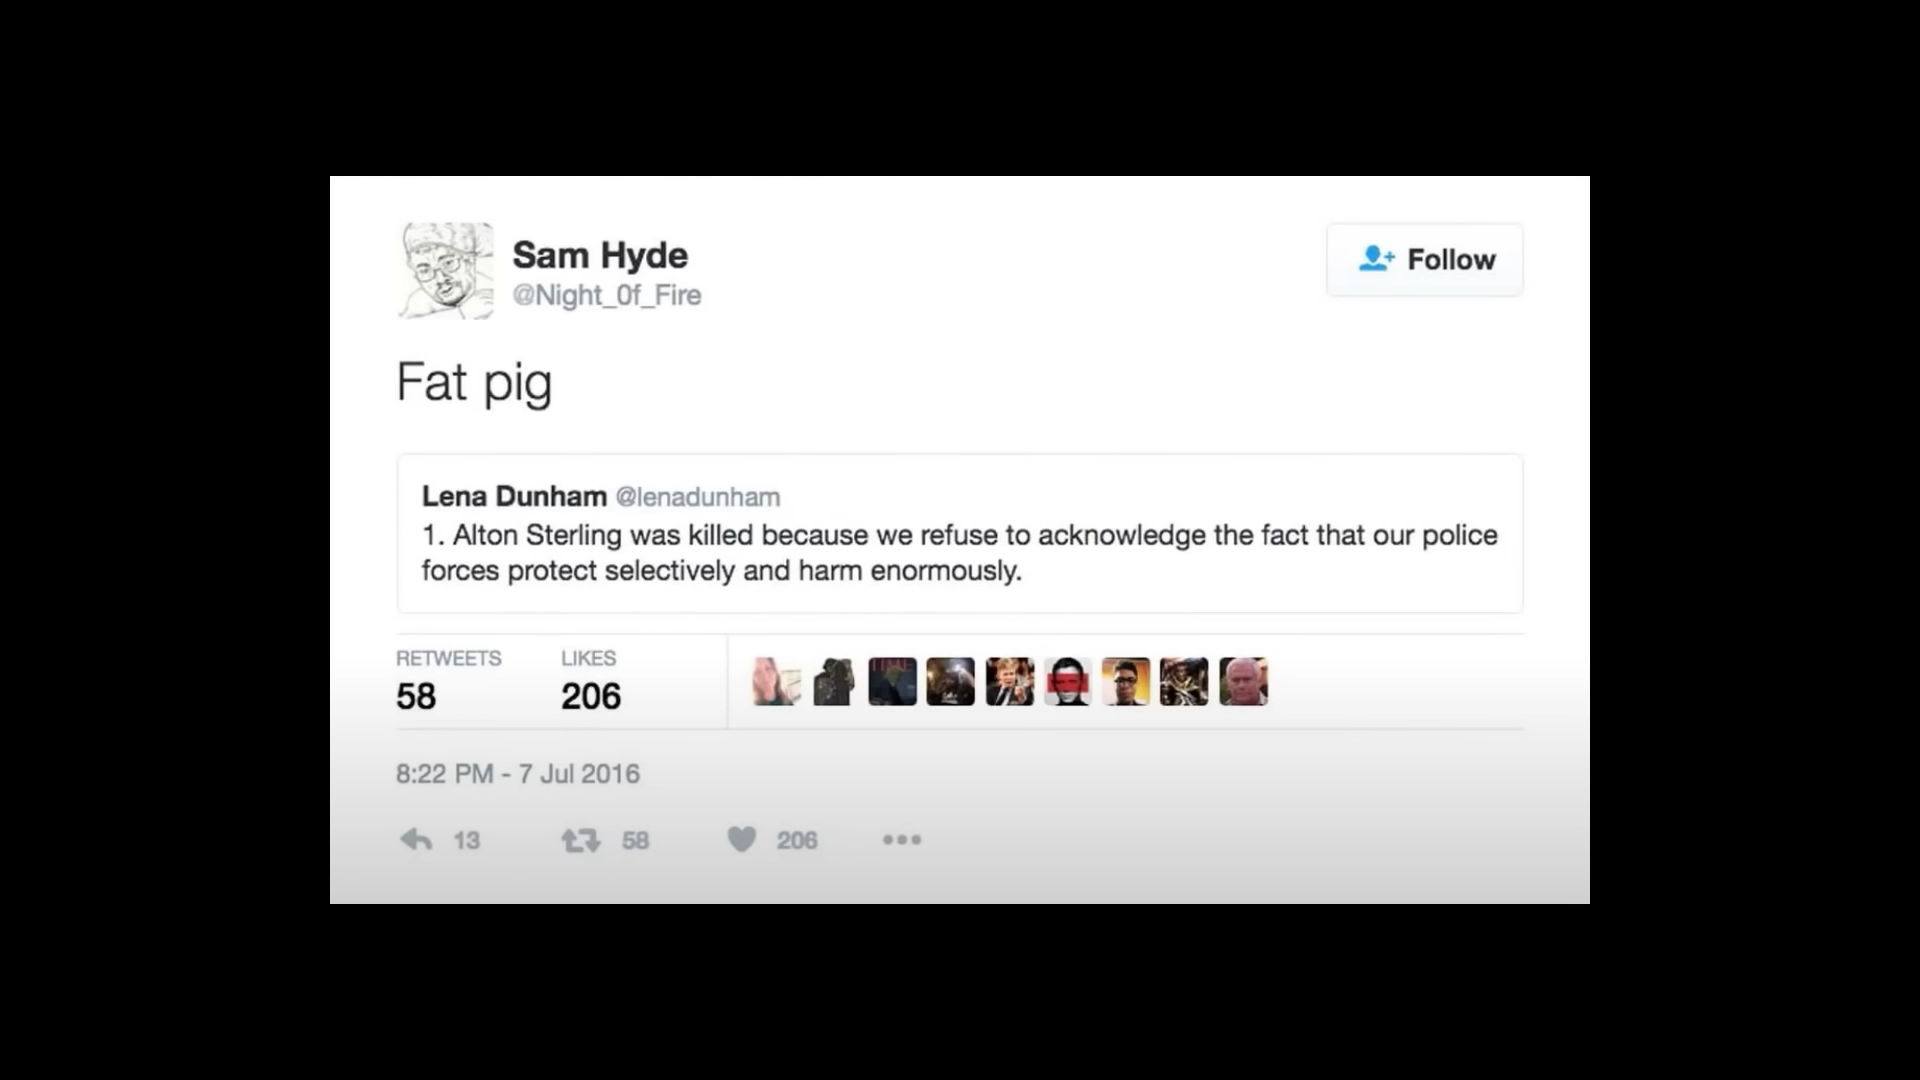 Sam Hyde
@Night_0f_Fire
Follow
Fat pig
Lena Dunham @lenadunham
1. Alton Sterling was killed because we refuse to acknowledge the fact that our police
forces protect selectively and harm enormously.
RETWEETS LIKES
58 206
8:22 PM - 7 Jul 2016
13 58 206